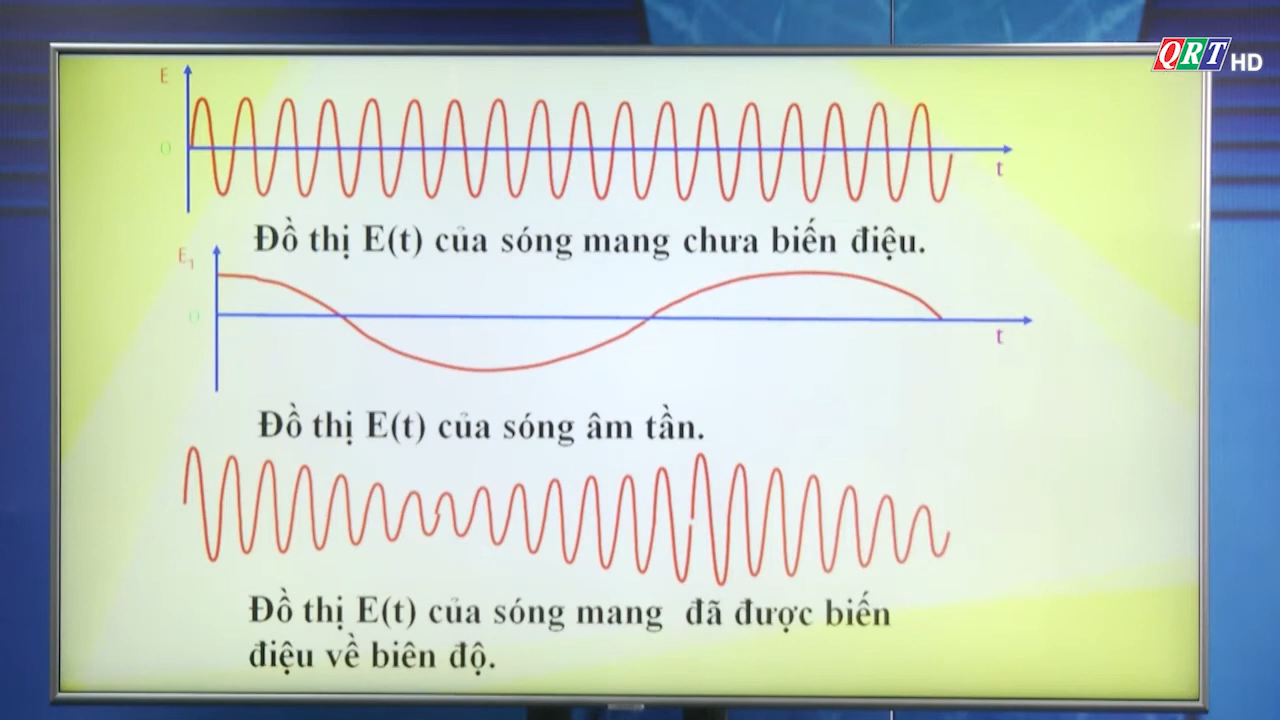 QRT HD
E
O
t
Đồ thị E(t) của sóng mang chưa biến điệu.
E₁
O
t
Đồ thị E(t) của sóng âm tần.
Đồ thị E(t) của sóng mang đã được biến
điệu về biên độ.